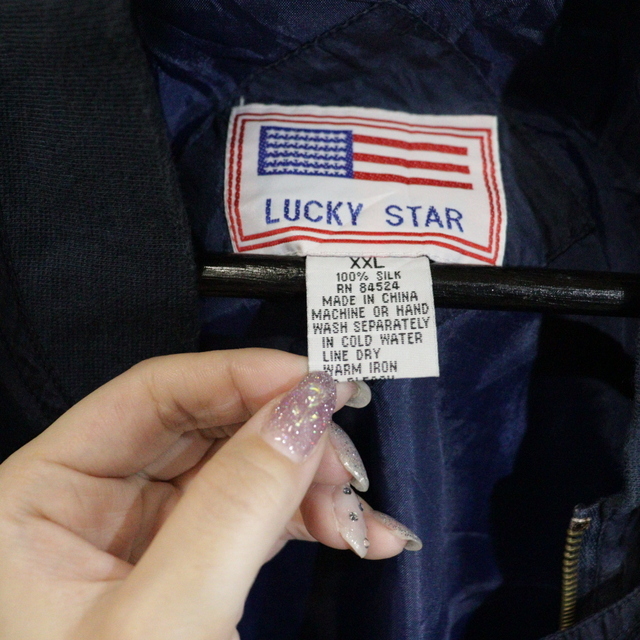 LUCKY STAR
XXL
100% SILK
RN 84524
MADE IN CHINA
MACHINE OR HAND
WASH SEPARATELY
IN COLD WATER
LINE DRY
WARM IRON